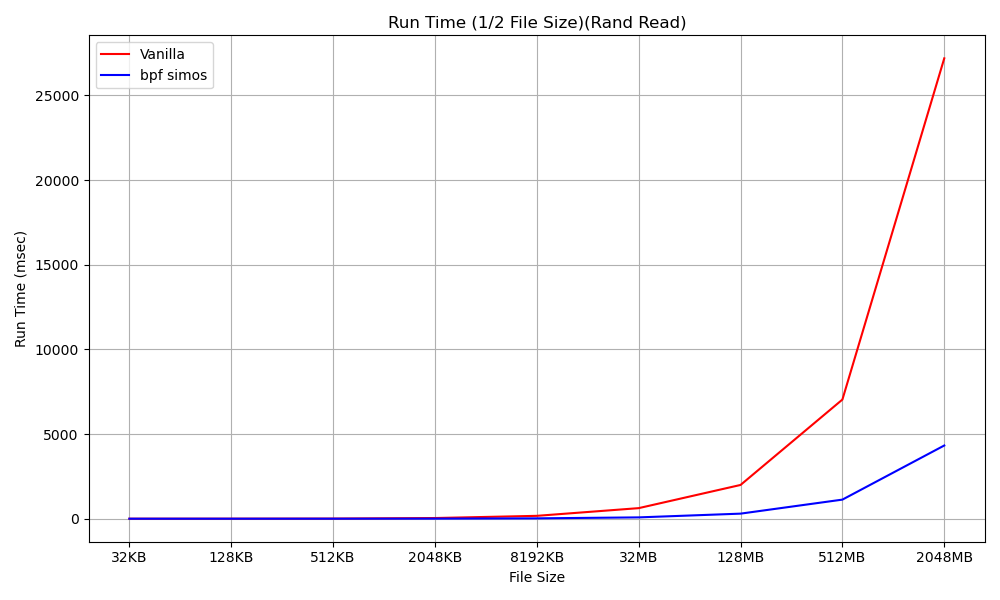 Run Time (1/2 File Size)(Rand Read)
Vanilla
bpf simos
Run Time (msec)
25000
20000
15000
10000
5000
0
32KB 128KB 512KB 2048KB 8192KB 32MB 128MB 512MB 2048MB
File Size